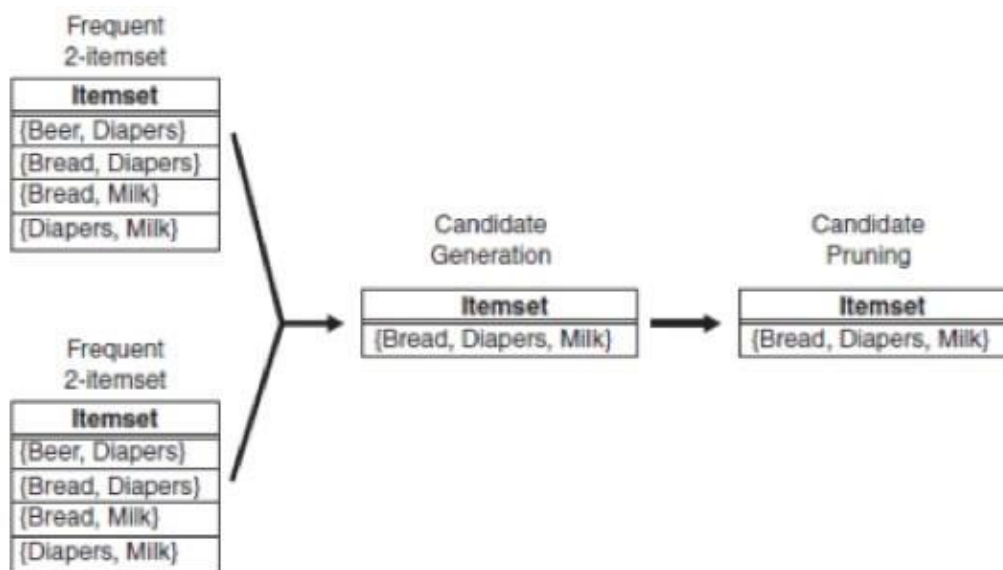 Frequent
2-itemset
Itemset
{Beer, Diapers}
{Bread, Diapers}
{Bread, Milk}
{Diapers, Milk}
Candidate
Generation
Itemset
{Bread, Diapers, Milk}
Candidate
Pruning
Itemset
{Bread, Diapers, Milk}
Frequent
2-itemset
Itemset
{Beer, Diapers}
{Bread, Diapers}
{Bread, Milk}
{Diapers, Milk}